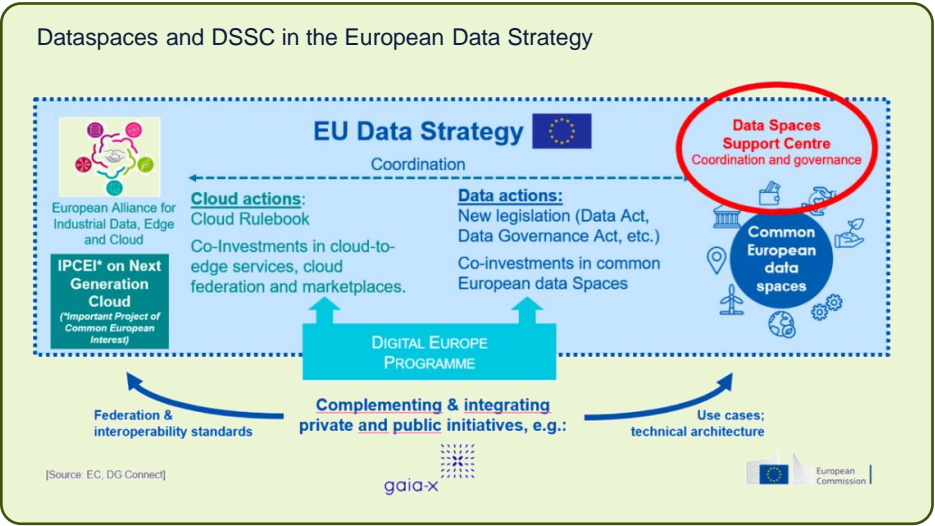 Dataspaces and DSSC in the European Data Strategy
EU Data Strategy
Coordination
European Alliance for
Industrial Data, Edge
and Cloud
IPCEI* on Next
Generation
Cloud
(*Important Project of
Common European
Interest)
Cloud actions:
Cloud Rulebook
Co-Investments in cloud-to-
edge services, cloud
federation and marketplaces.
Data actions:
New legislation (Data Act,
Data Governance Act, etc.)
Co-investments in common
European data Spaces
Data Spaces
Support Centre
Coordination and governance
Common
European
data
spaces
DIGITAL EUROPE
PROGRAMME
Federation &
interoperability standards
Complementing & integrating
private and public initiatives, e.g.:
Use cases;
technical architecture
[Source: EC, DG Connect]
gaia-x
European
Commission